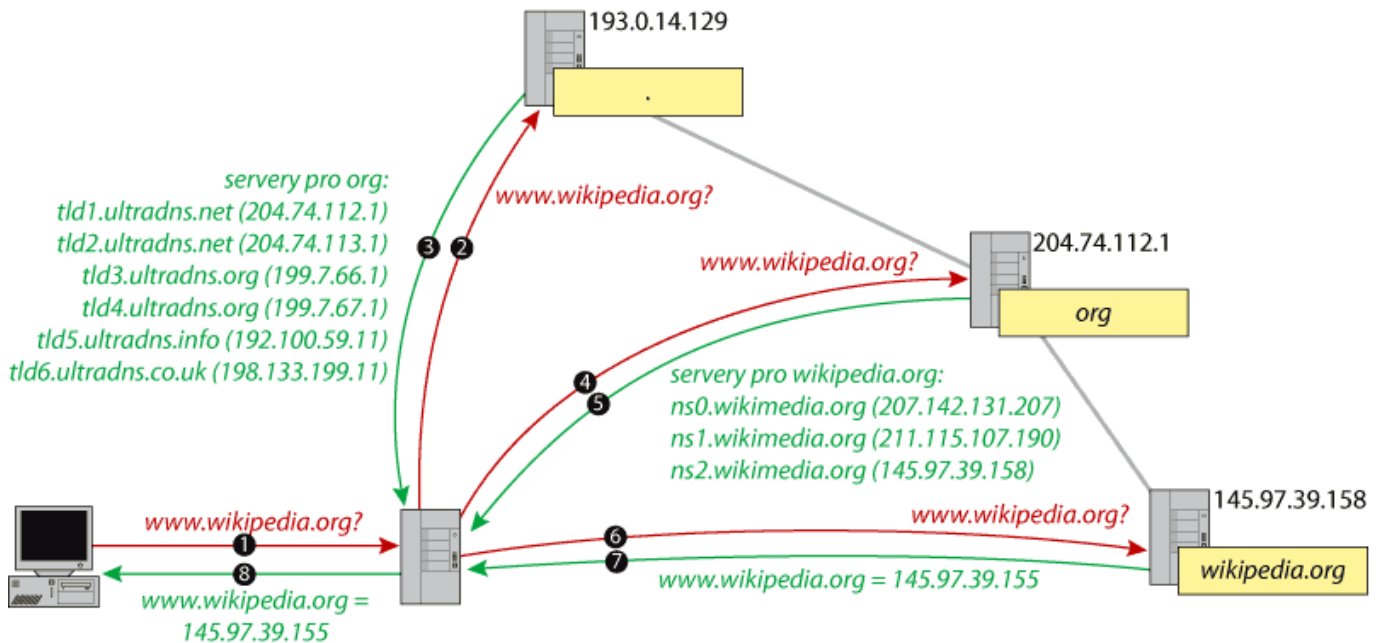 193.0.14.129
.
servery pro org:
tld1.ultradns.net (204.74.112.1)
tld2.ultradns.net (204.74.113.1)
tld3.ultradns.org (199.7.66.1)
tld4.ultradns.org (199.7.67.1)
tld5.ultradns.info (192.100.59.11)
tld6.ultradns.co.uk (198.133.199.11)
www.wikipedia.org?
3
2
204.74.112.1
www.wikipedia.org?
org
4
5
servery pro wikipedia.org:
ns0.wikimedia.org (207.142.131.207)
ns1.wikimedia.org (211.115.107.190)
ns2.wikimedia.org (145.97.39.158)
145.97.39.158
www.wikipedia.org?
1
www.wikipedia.org?
6
7
wikipedia.org
8
www.wikipedia.org = 145.97.39.155
www.wikipedia.org =
145.97.39.155